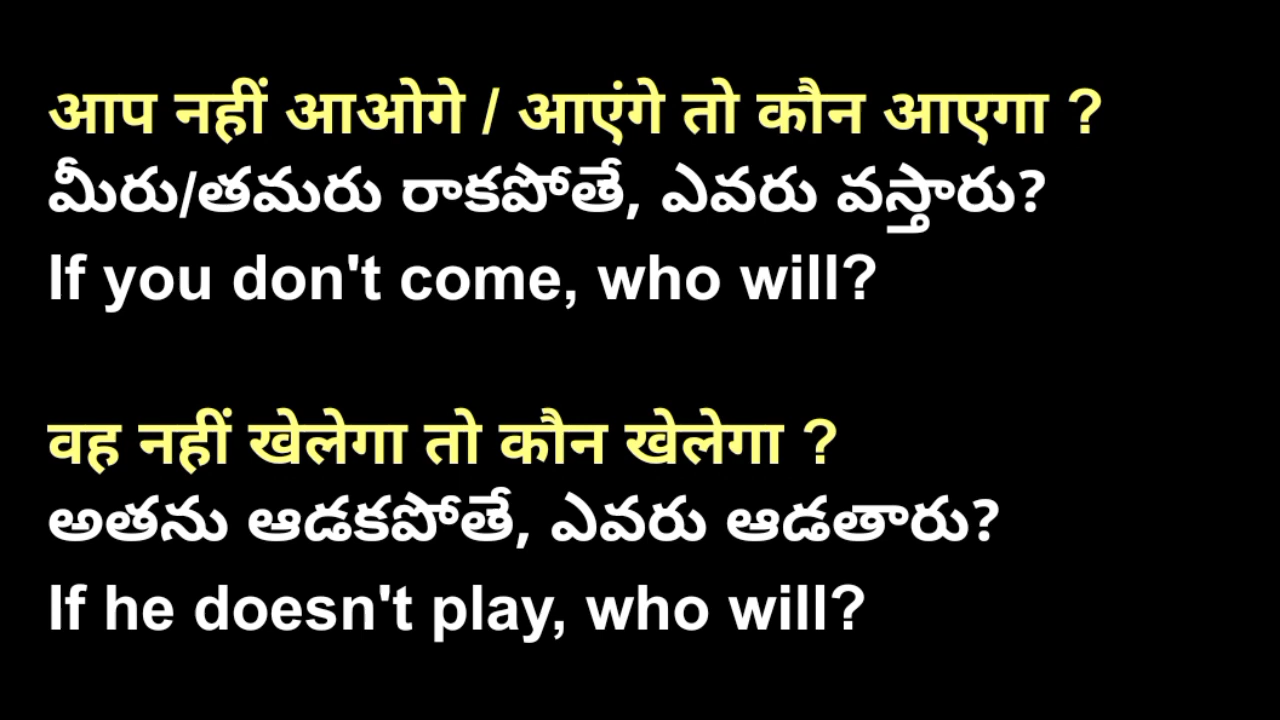 आप नहीं आओगे / आएंगे तो कौन आएगा ?
మీరు/తమరు రాకపోతే, ఎవరు వస్తారు?
If you don't come, who will?
वह नहीं खेलेगा तो कौन खेलेगा ?
అతను ఆడకపోతే, ఎవరు ఆడతారు?
If he doesn't play, who will?